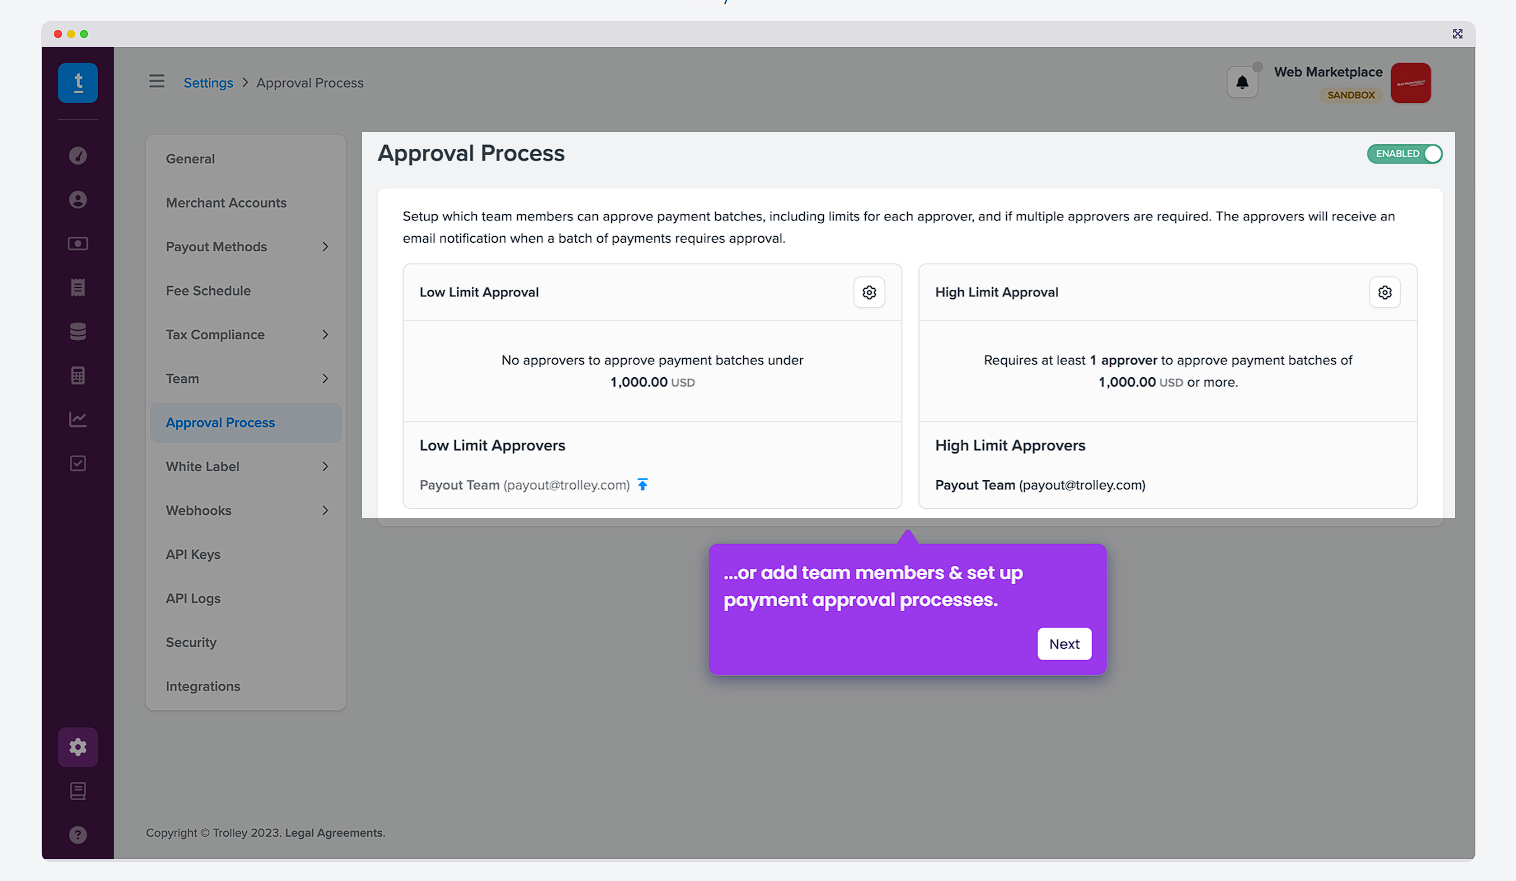 t
Settings > Approval Process
Web Marketplace
SANDBOX
General
Merchant Accounts
Payout Methods
Fee Schedule
Tax Compliance
Team
Approval Process
White Label
Webhooks
API Keys
API Logs
Security
Integrations
Approval Process
ENABLED
Setup which team members can approve payment batches, including limits for each approver, and if multiple approvers are required. The approvers will receive an
email notification when a batch of payments requires approval.
Low Limit Approval
No approvers to approve payment batches under
1,000.00 USD
Low Limit Approvers
Payout Team (payout@trolley.com)
High Limit Approval
Requires at least 1 approver to approve payment batches of
1,000.00 USD or more.
High Limit Approvers
Payout Team (payout@trolley.com)
...or add team members & set up
payment approval processes.
Next
Copyright © Trolley 2023. Legal Agreements.